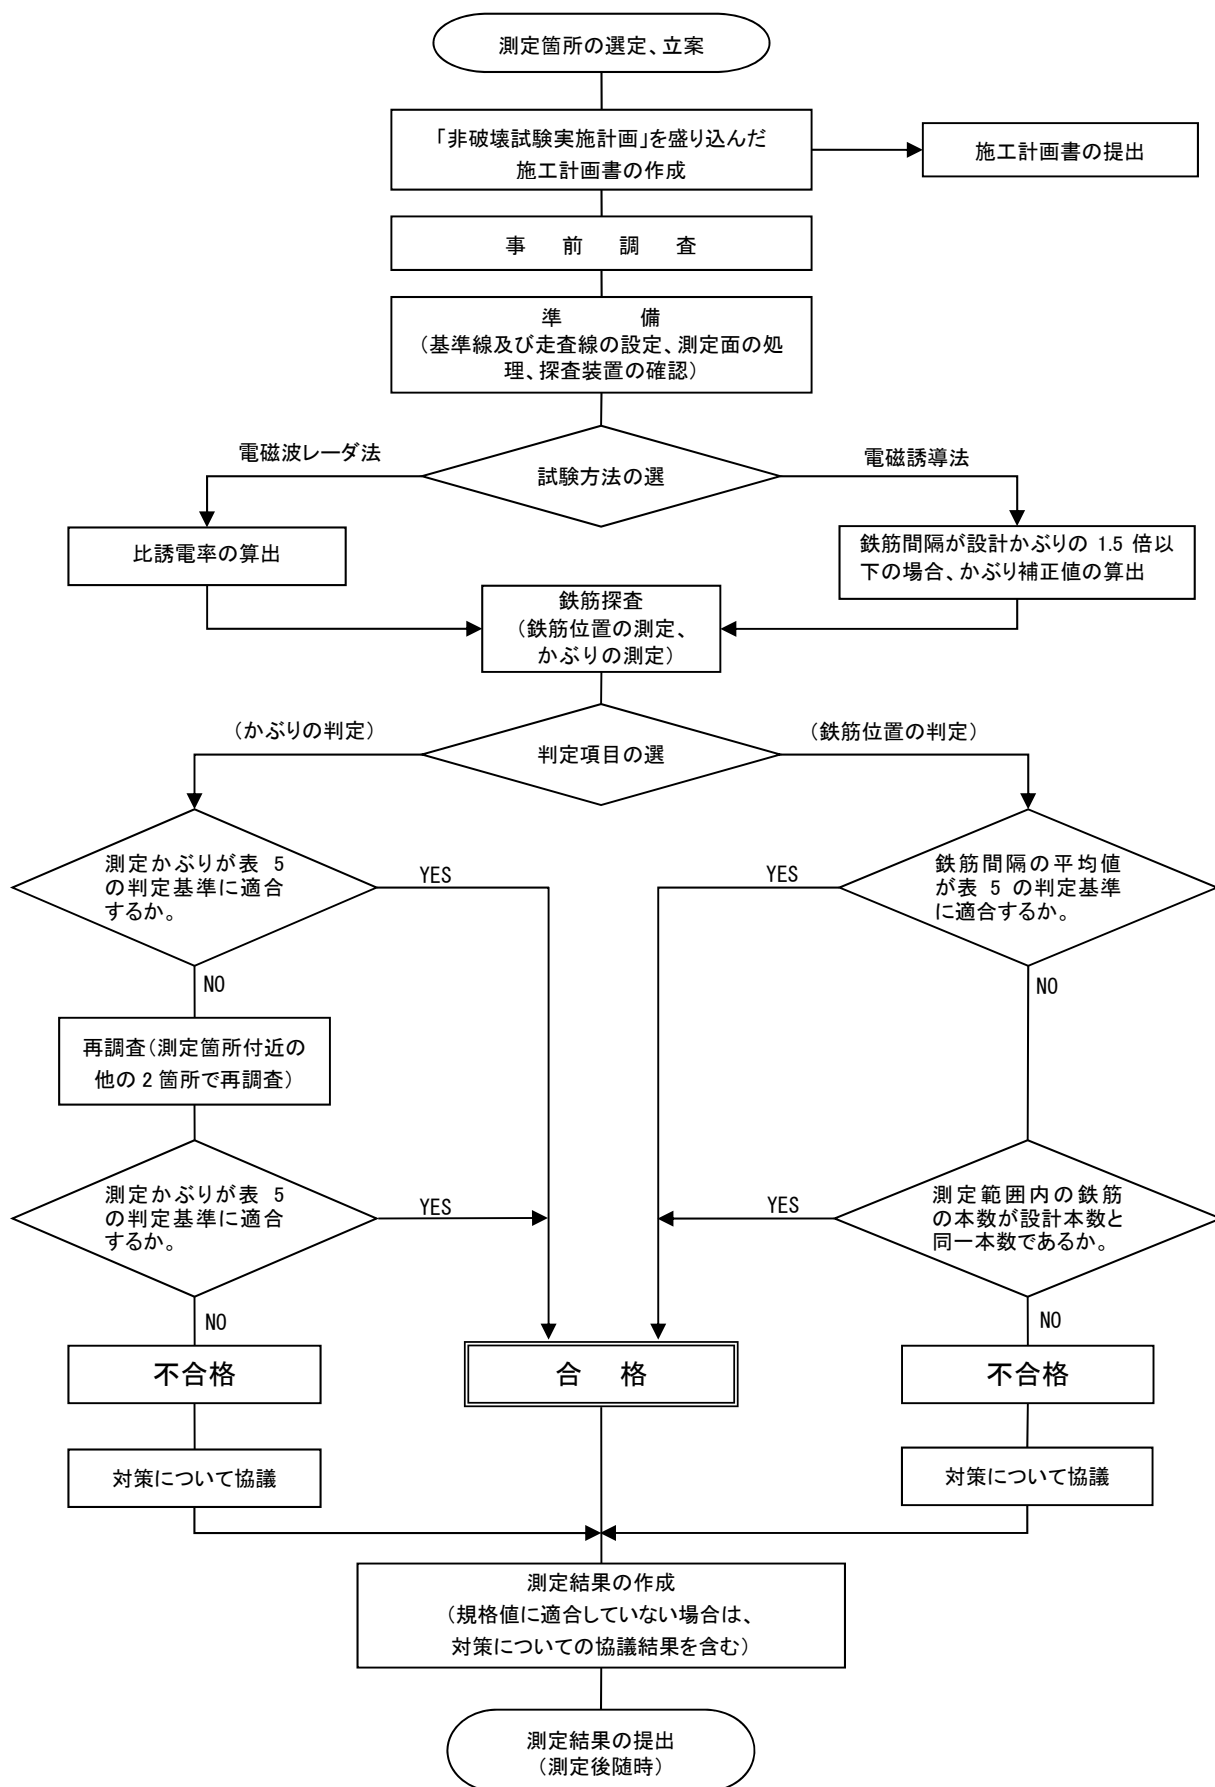 測定箇所の選定、立案
「非破壊試験実施計画」を盛り込んだ
施工計画書の作成
施工計画書の提出
事 前 調 査
準 備
(基準線及び走査線の設定、測定面の処
理、探査装置の確認)
電磁波レーダ法
試験方法の選
電磁誘導法
比誘電率の算出
鉄筋間隔が設計かぶりの 1.5 倍以
下の場合、かぶり補正値の算出
鉄筋探査
(鉄筋位置の測定、
かぶりの測定)
(かぶりの判定)
判定項目の選
(鉄筋位置の判定)
測定かぶりが表 5
の判定基準に適合
するか。
YES
YES
鉄筋間隔の平均値
が表 5 の判定基準
に適合するか。
NO
NO
再調査(測定箇所付近の
他の 2 箇所で再調査)
測定かぶりが表 5
の判定基準に適合
するか。
YES
YES
測定範囲内の鉄筋
の本数が設計本数と
同一本数であるか。
NO
NO
不合格
合 格
不合格
対策について協議
対策について協議
測定結果の作成
(規格値に適合していない場合は、
対策についての協議結果を含む)
測定結果の提出
(測定後随時)